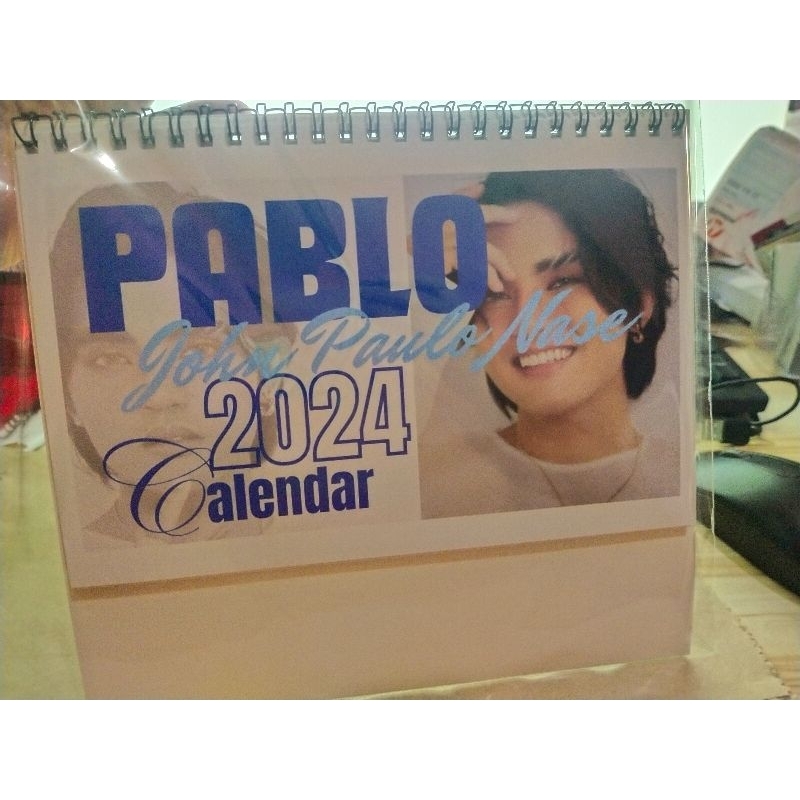 PABLO
John Paulo Nase
2024
Calendar